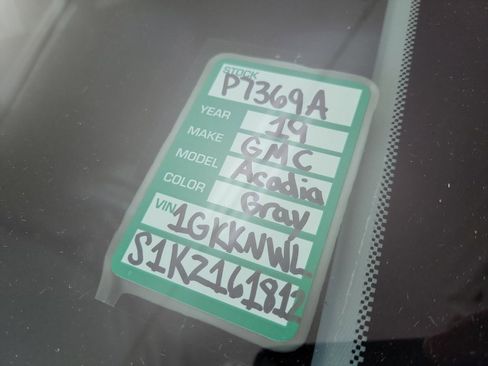 STOCK
P7369A
YEAR 19
MAKE GMC
MODEL Acadia
COLOR Gray
VIN 1GKKNWL
S1KZ161812